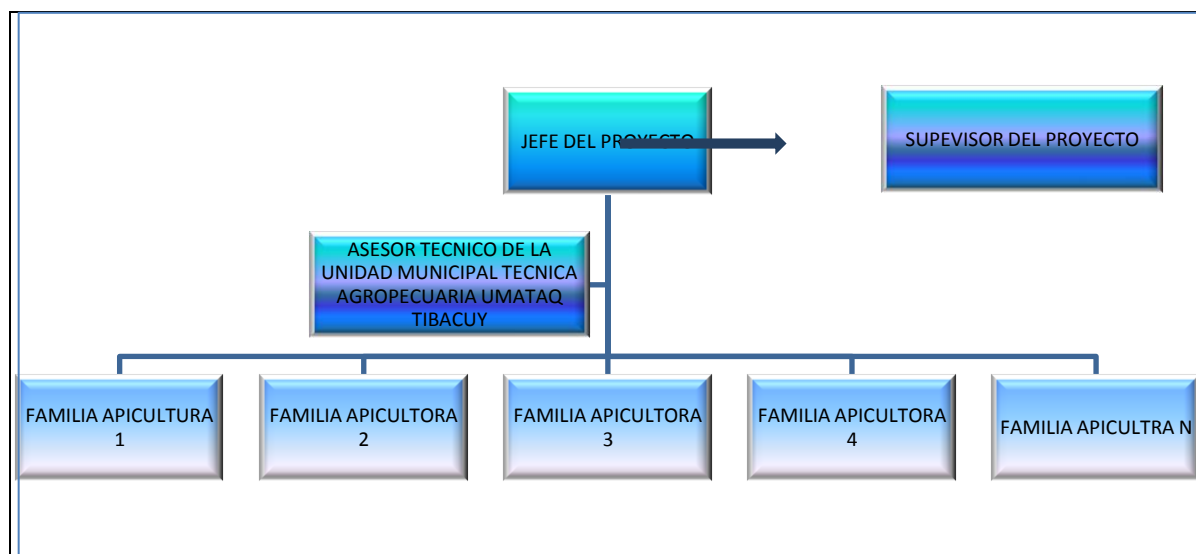 JEFE DEL PROYECTO
SUPEVISOR DEL PROYECTO
ASESOR TECNICO DE LA
UNIDAD MUNICIPAL TECNICA
AGROPECUARIA UMATAQ
TIBACUY
FAMILIA APICULTURA
1
FAMILIA APICULTORA
2
FAMILIA APICULTORA
3
FAMILIA APICULTORA
4
FAMILIA APICULTRA N